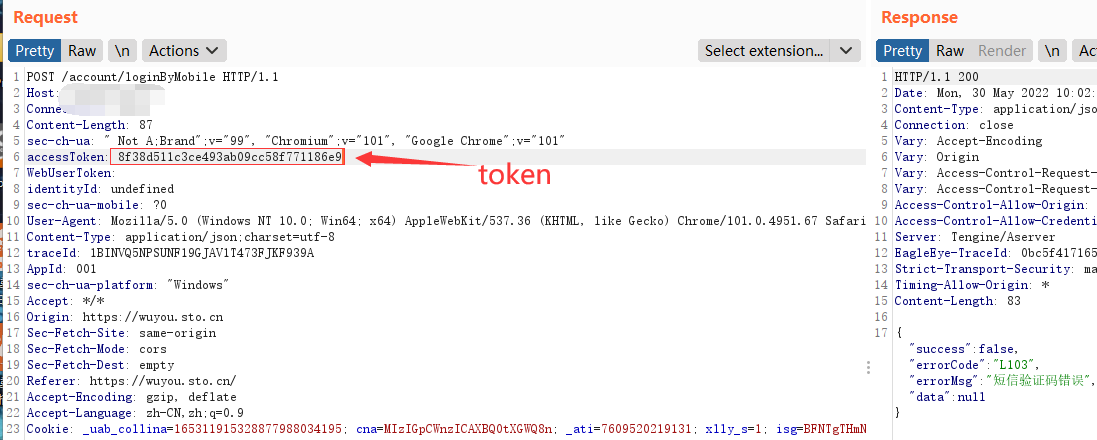 Request
Pretty Raw \n Actions Select extension...
1 POST /account/loginByMobile HTTP/1.1
2 Host:
3 Conne
4 Content-Length: 87
5 sec-ch-ua: " Not A;Brand";v="99", "Chromium";v="101", "Google Chrome";v="101"
6 accessToken: 8f38d511c3ce493ab09cc58f771186e9
token
7 WebUserToken:
8 identityId: undefined
9 sec-ch-ua-mobile: ?0
10 User-Agent: Mozilla/5.0 (Windows NT 10.0; Win64; x64) AppleWebKit/537.36 (KHTML, like Gecko) Chrome/101.0.4951.67 Safari
11 Content-Type: application/json;charset=utf-8
12 traceId: 1BINVQ5NPSUNF19GJAV1T473FJKF939A
13 AppId: 001
14 sec-ch-ua-platform: "Windows"
15 Accept: */*
16 Origin: https://wuyou.sto.cn
17 Sec-Fetch-Site: same-origin
18 Sec-Fetch-Mode: cors
19 Sec-Fetch-Dest: empty
20 Referer: https://wuyou.sto.cn/
21 Accept-Encoding: gzip, deflate
22 Accept-Language: zh-CN,zh;q=0.9
23 Cookie: _uab_collina=165311915328877988034195; cna=MIzIGpCWnzICAXBQ0tXGWQ8n; _ati=7609520219131; xlly_s=1; isg=BFNTgTHmN
Response
Pretty Raw Render \n Ac
1 HTTP/1.1 200
2 Date: Mon, 30 May 2022 10:02:
3 Content-Type: application/jso
4 Connection: close
5 Vary: Accept-Encoding
6 Vary: Origin
7 Vary: Access-Control-Request-
8 Vary: Access-Control-Request-
9 Access-Control-Allow-Origin:
10 Access-Control-Allow-Credenti
11 Server: Tengine/Aserver
12 EagleEye-TraceId: 0bc5f417165
13 Strict-Transport-Security: ma
14 Timing-Allow-Origin: *
15 Content-Length: 83
16
17 {
"success":false,
"errorCode":"L103",
"errorMsg":"短信验证码错误",
"data":null
}